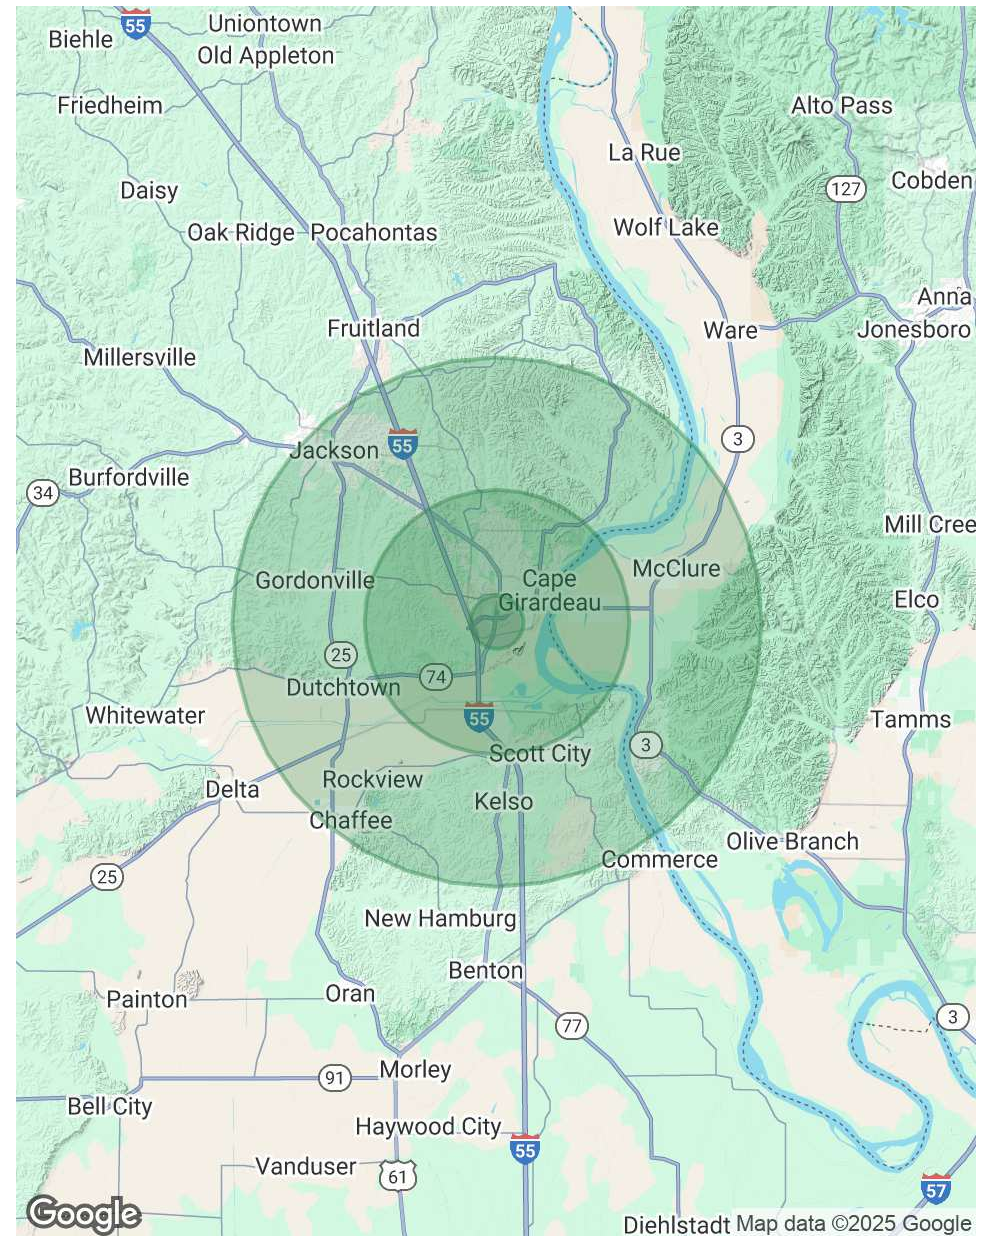 55
Uniontown
Biehle
Old Appleton
Friedheim
Alto Pass
La Rue
Cobden
Daisy
127
Wolf Lake
Oak Ridge
Pocahontas
Anna
Fruitland
Ware
Jonesboro
Millersville
55
3
Jackson
Burfordville
34
Mill Cree
McClure
Cape
Girardeau
Gordonville
Elco
25
74
Dutchtown
Whitewater
55
Tamms
3
Scott City
Rockview
Delta
Kelso
Chaffee
Olive Branch
Commerce
25
New Hamburg
Benton
Painton
Oran
77
3
Morley
91
Bell City
Haywood City
55
Vanduser
61
57
Google
Diehlstadt
Map data ©2025 Google